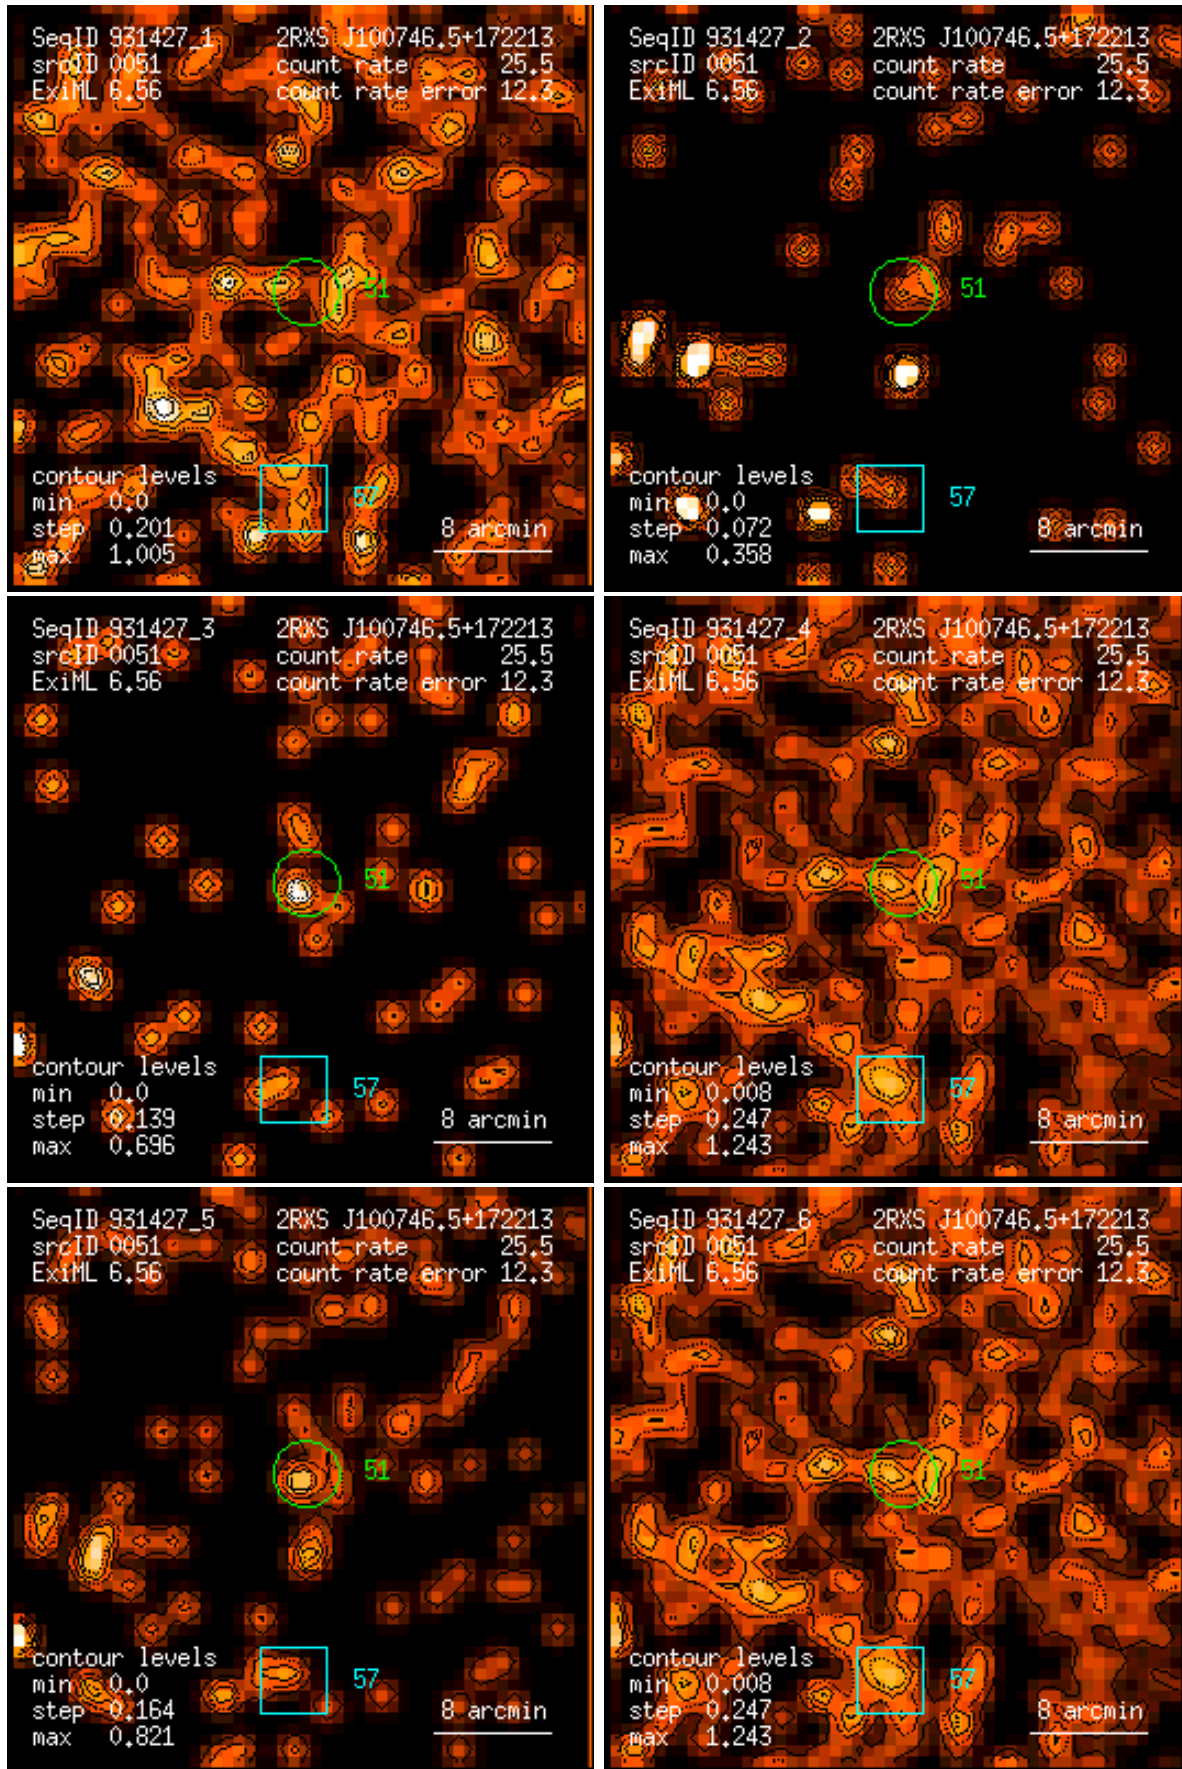 SeqID 931427_1 2RXS J100746.5+172213
srcID 0051 count rate 25.5
ExiML 6.56 count rate error 12.3
51
contour levels
min 0.0 57
step 0.201 8 arcmin
max 1.005
SeqID 931427_2 2RXS J100746.5+172213
srcID 0051 count rate 25.5
ExiML 6.56 count rate error 12.3
51
contour levels
min 0.0 57
step 0.072 8 arcmin
max 0.358
SeqID 931427_3 2RXS J100746.5+172213
srcID 0051 count rate 25.5
ExiML 6.56 count rate error 12.3
51
contour levels
min 0.0 57
step 0.139 8 arcmin
max 0.696
SeqID 931427_4 2RXS J100746.5+172213
srcID 0051 count rate 25.5
ExiML 6.56 count rate error 12.3
51
contour levels
min 0.008 57
step 0.247 8 arcmin
max 1.243
SeqID 931427_5 2RXS J100746.5+172213
srcID 0051 count rate 25.5
ExiML 6.56 count rate error 12.3
51
contour levels
min 0.0 57
step 0.164 8 arcmin
max 0.821
SeqID 931427_6 2RXS J100746.5+172213
srcID 0051 count rate 25.5
ExiML 6.56 count rate error 12.3
51
contour levels
min 0.008 57
step 0.247 8 arcmin
max 1.243